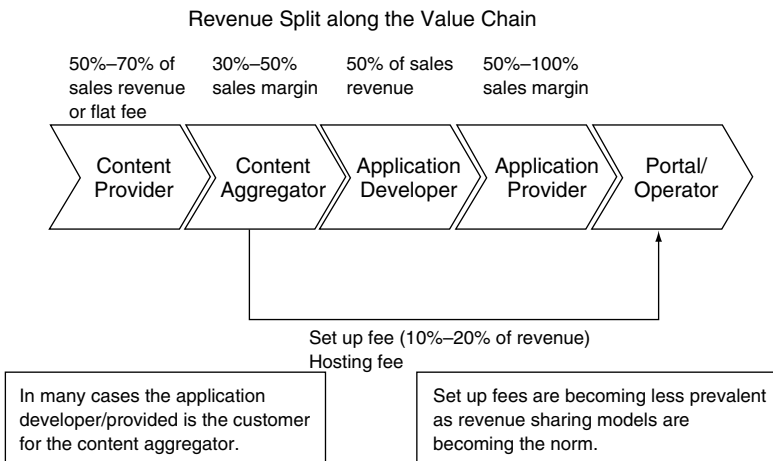 Revenue Split along the Value Chain
50%–70% of
sales revenue
or flat fee
30%–50%
sales margin
50% of sales
revenue
50%–100%
sales margin
Content
Provider
Content
Aggregator
Application
Developer
Application
Provider
Portal/
Operator
Set up fee (10%–20% of revenue)
Hosting fee
In many cases the application
developer/provided is the customer
for the content aggregator.
Set up fees are becoming less prevalent
as revenue sharing models are
becoming the norm.